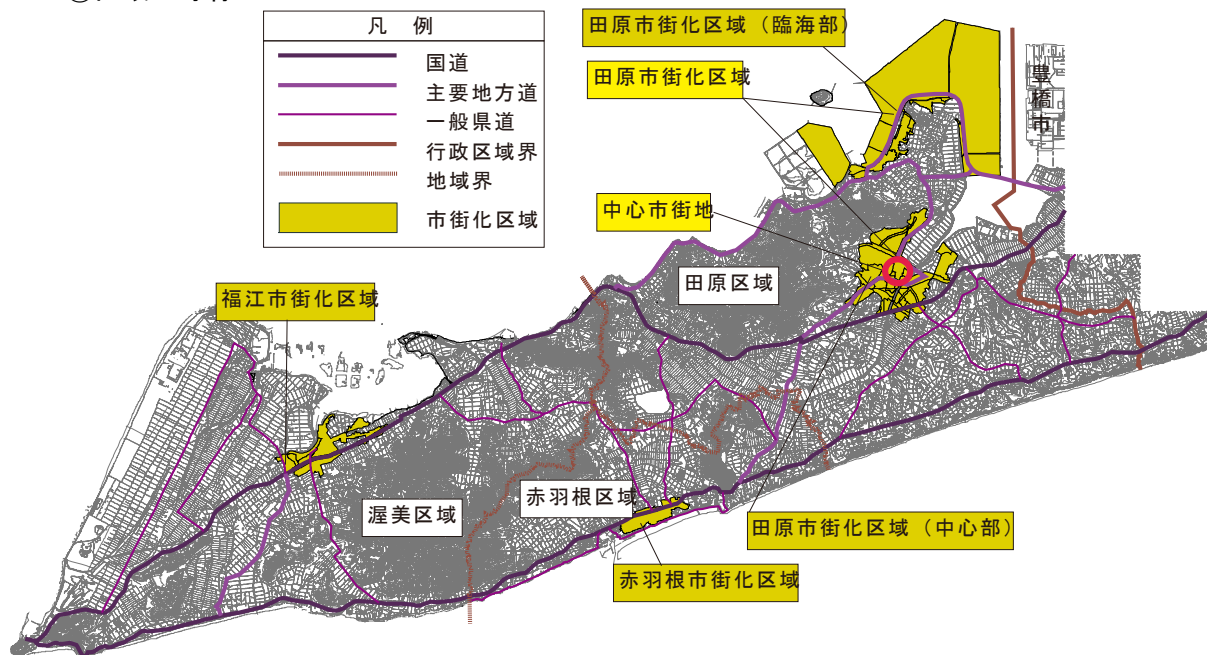 凡 例
国道
主要地方道
一般県道
行政区域界
地域界
市街化区域
田原市街化区域（臨海部）
田原市街化区域
豊橋市
中心市街地
田原区域
福江市街化区域
赤羽根区域
渥美区域
田原市街化区域（中心部）
赤羽根市街化区域